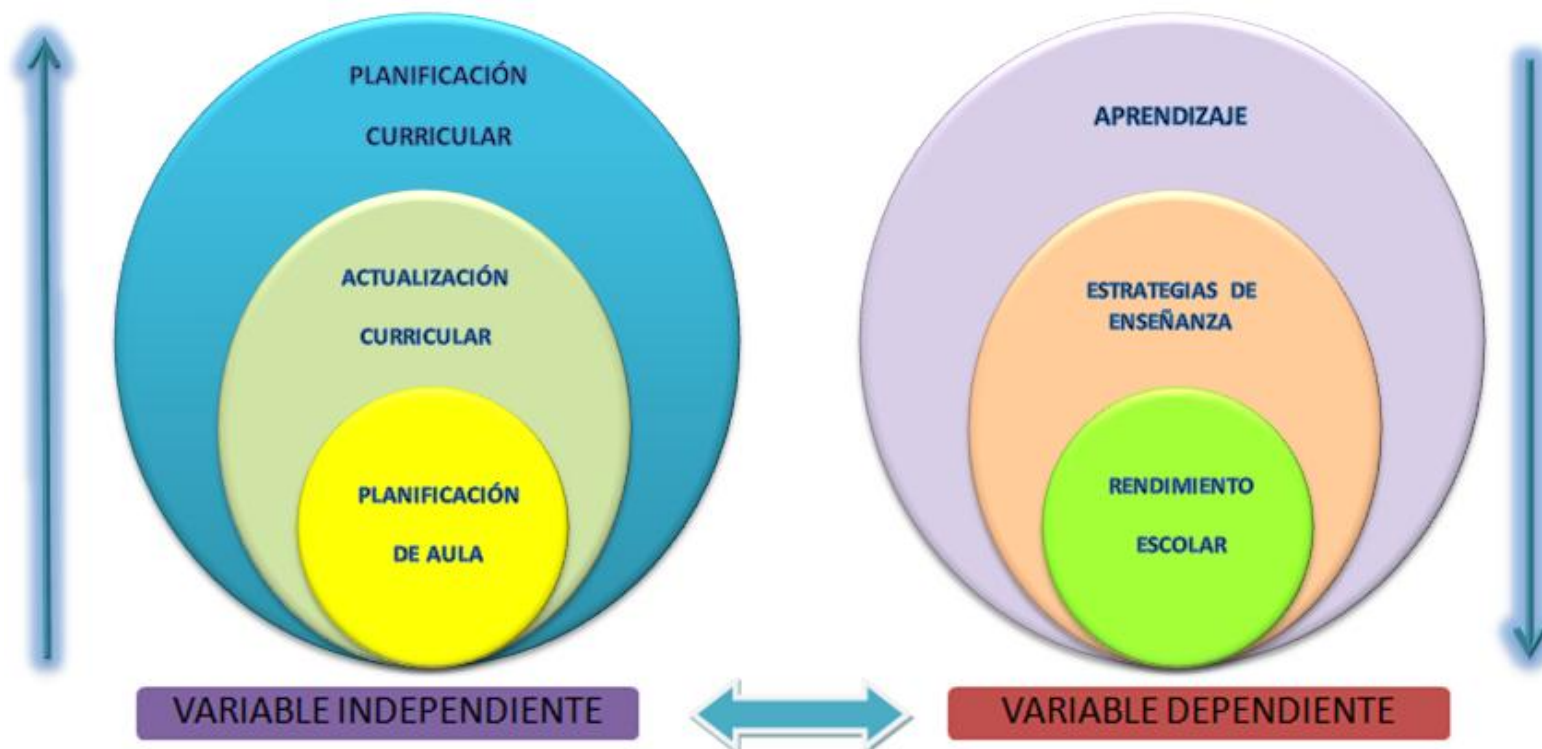 PLANIFICACIÓN
CURRICULAR
ACTUALIZACIÓN
CURRICULAR
PLANIFICACIÓN
DE AULA
VARIABLE INDEPENDIENTE
APRENDIZAJE
ESTRATEGIAS DE
ENSEÑANZA
RENDIMIENTO
ESCOLAR
VARIABLE DEPENDIENTE